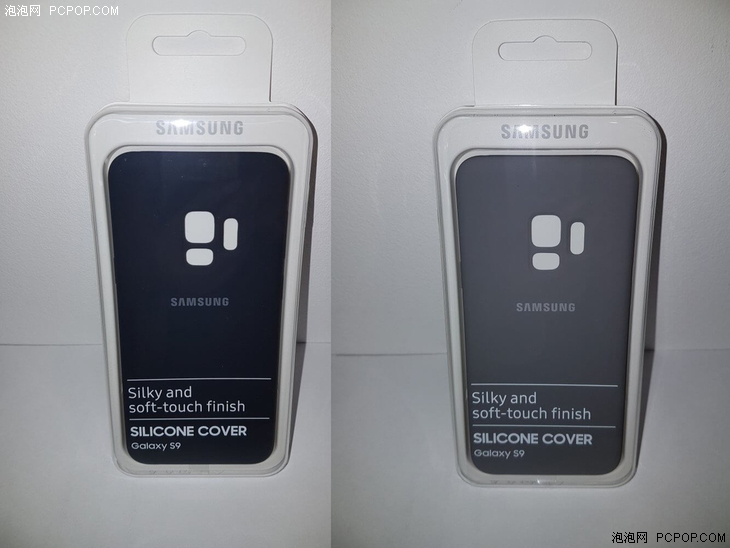 泡泡网 PCPOP.COM
SAMSUNG
SAMSUNG
Silky and
soft-touch finish
SILICONE COVER
Galaxy S9
SAMSUNG
SAMSUNG
Silky and
soft-touch finish
SILICONE COVER
Galaxy S9
泡泡网 PCPOP.COM